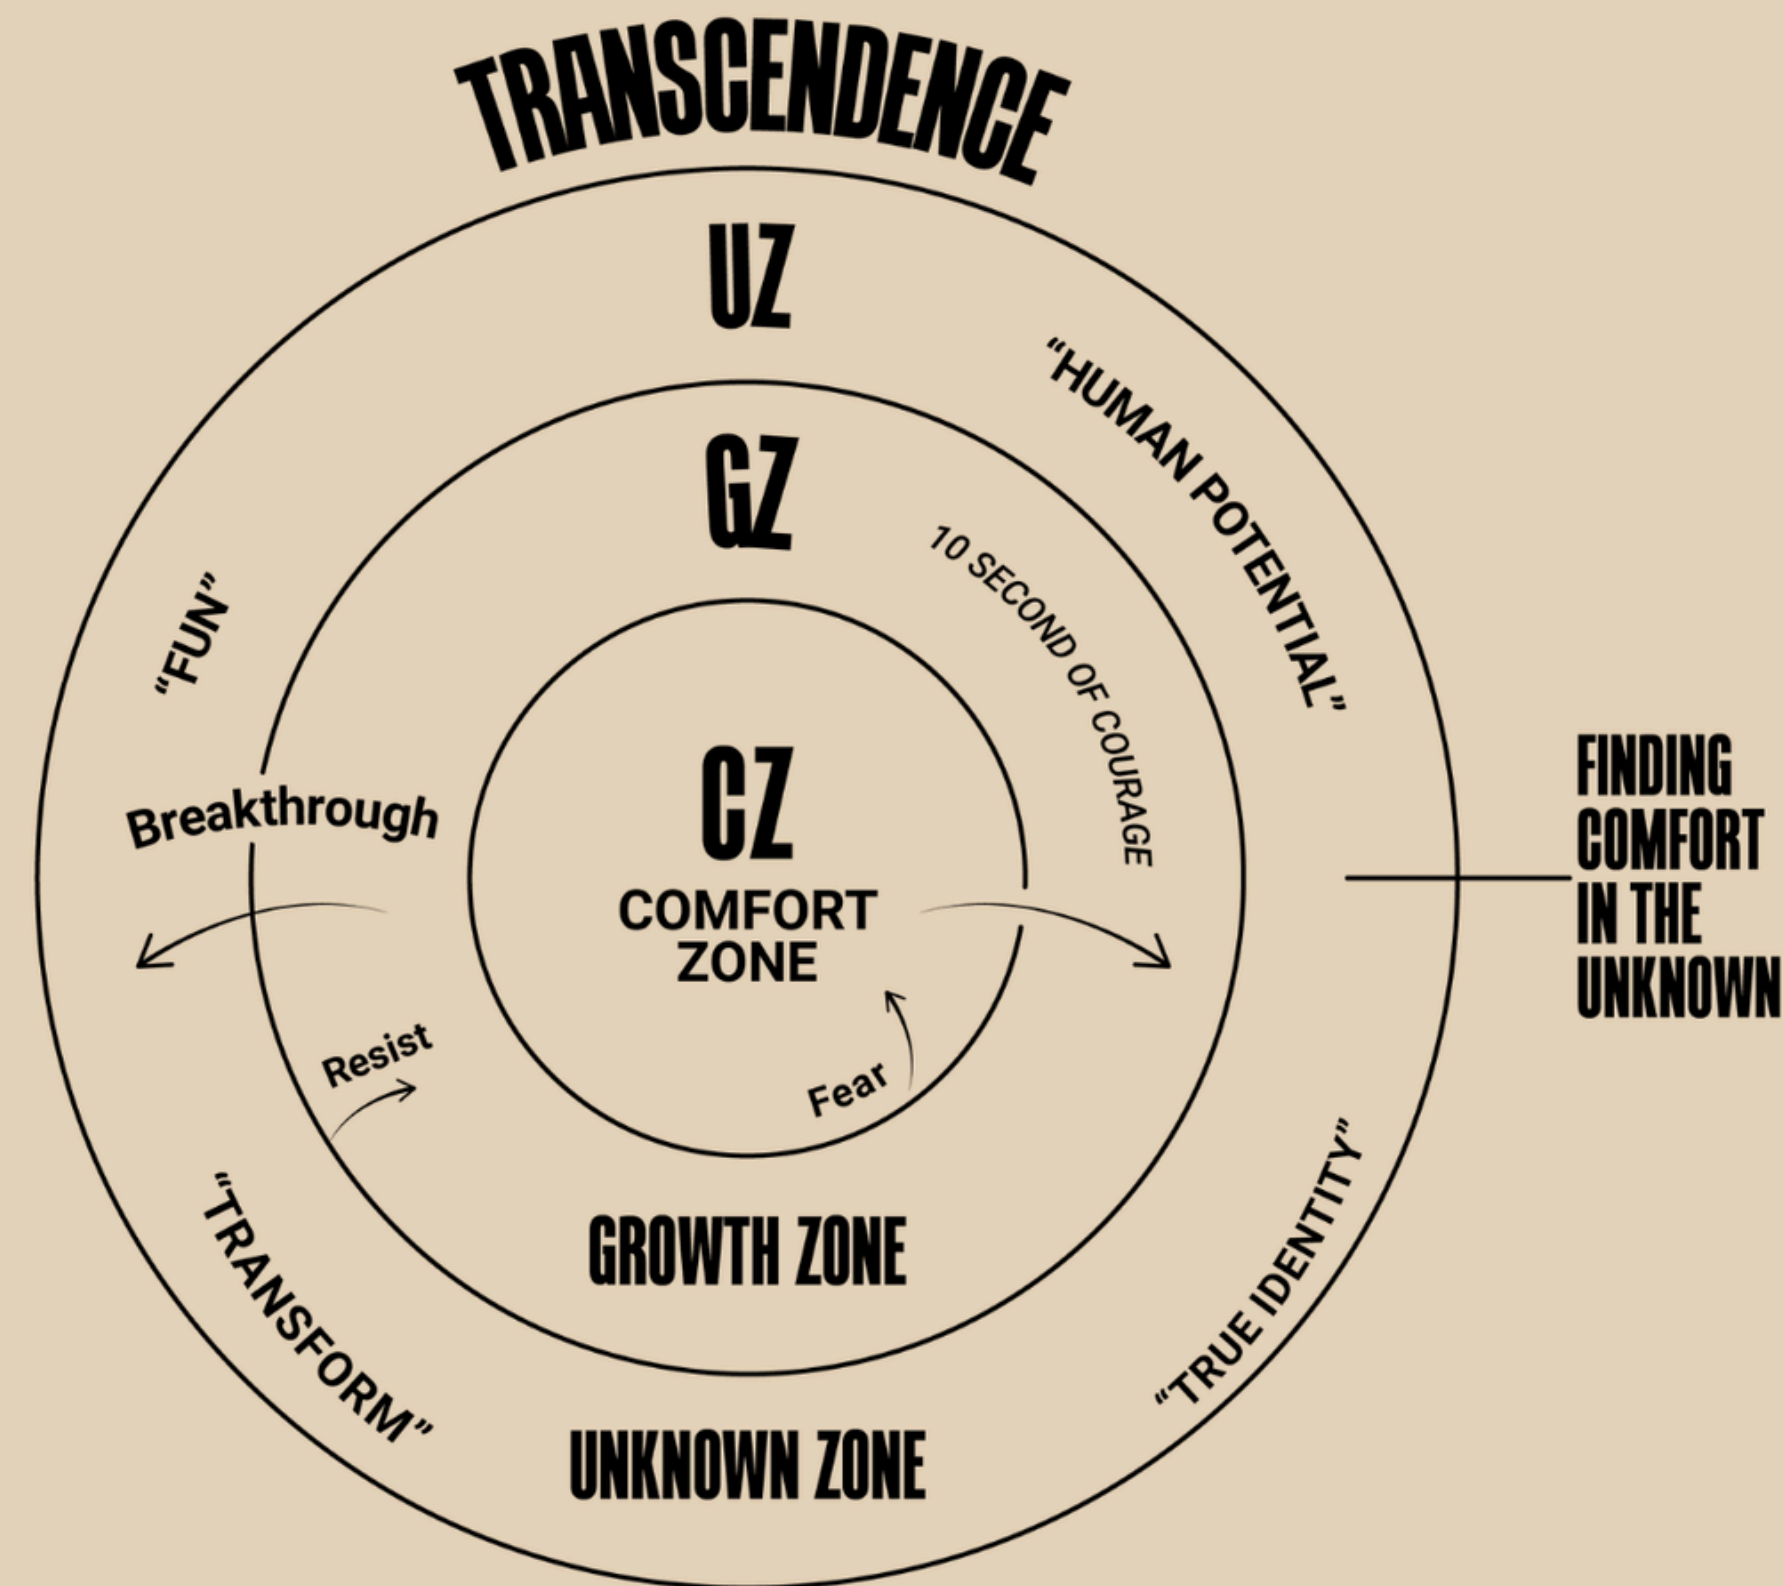 TRANSCENDENCE
UZ
"HUMAN POTENTIAL"
GZ
10 SECOND OF COURAGE
"FUN"
Breakthrough
CZ
COMFORT
ZONE
FINDING
COMFORT
IN THE
UNKNOWN
Resist
Fear
GROWTH ZONE
"TRANSFORM"
"TRUE IDENTITY"
UNKNOWN ZONE